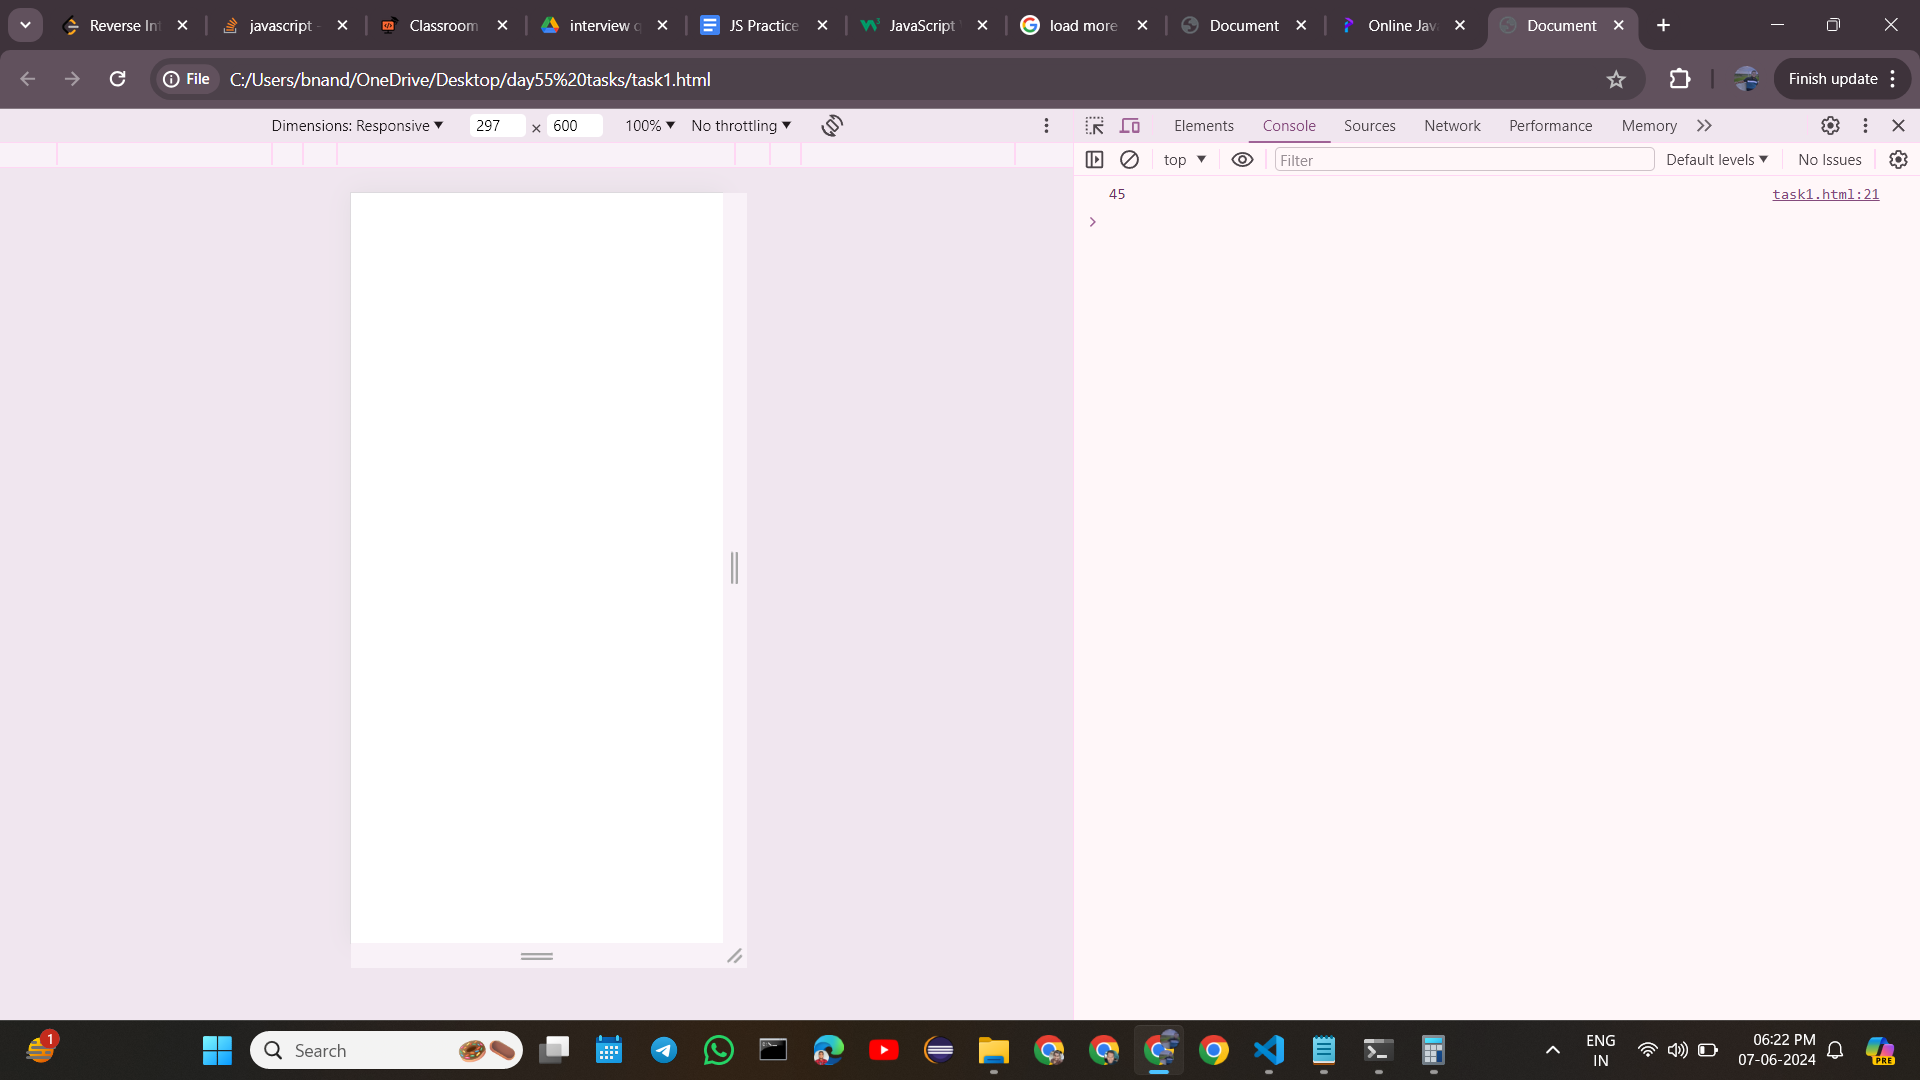 Reverse Int
javascript -
Classroom
interview q
JS Practice
JavaScript
load more
Document
Online Jav
Document
File
C:/Users/bnand/OneDrive/Desktop/day55%20tasks/task1.html
Finish update
Dimensions: Responsive
297
×
600
100%
No throttling
Elements
Console
Sources
Network
Performance
Memory
top
Filter
Default levels
No Issues
45
task1.html:21
1
Search
PRE
ENG
IN
06:22 PM
07-06-2024